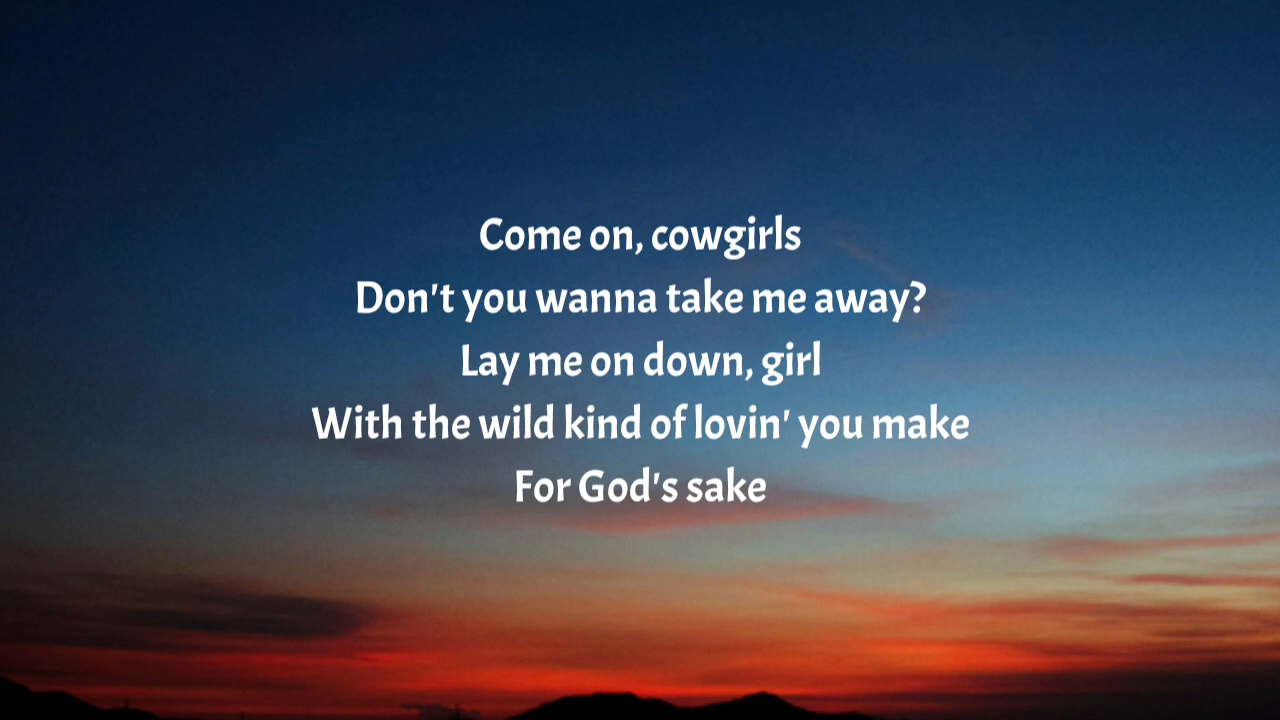 Come on, cowgirls
Don't you wanna take me away?
Lay me on down, girl
With the wild kind of lovin' you make
For God's sake